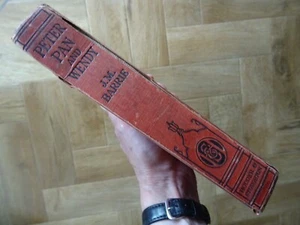 PETER
PAN
AND
WENDY
J.M.
BARRIE